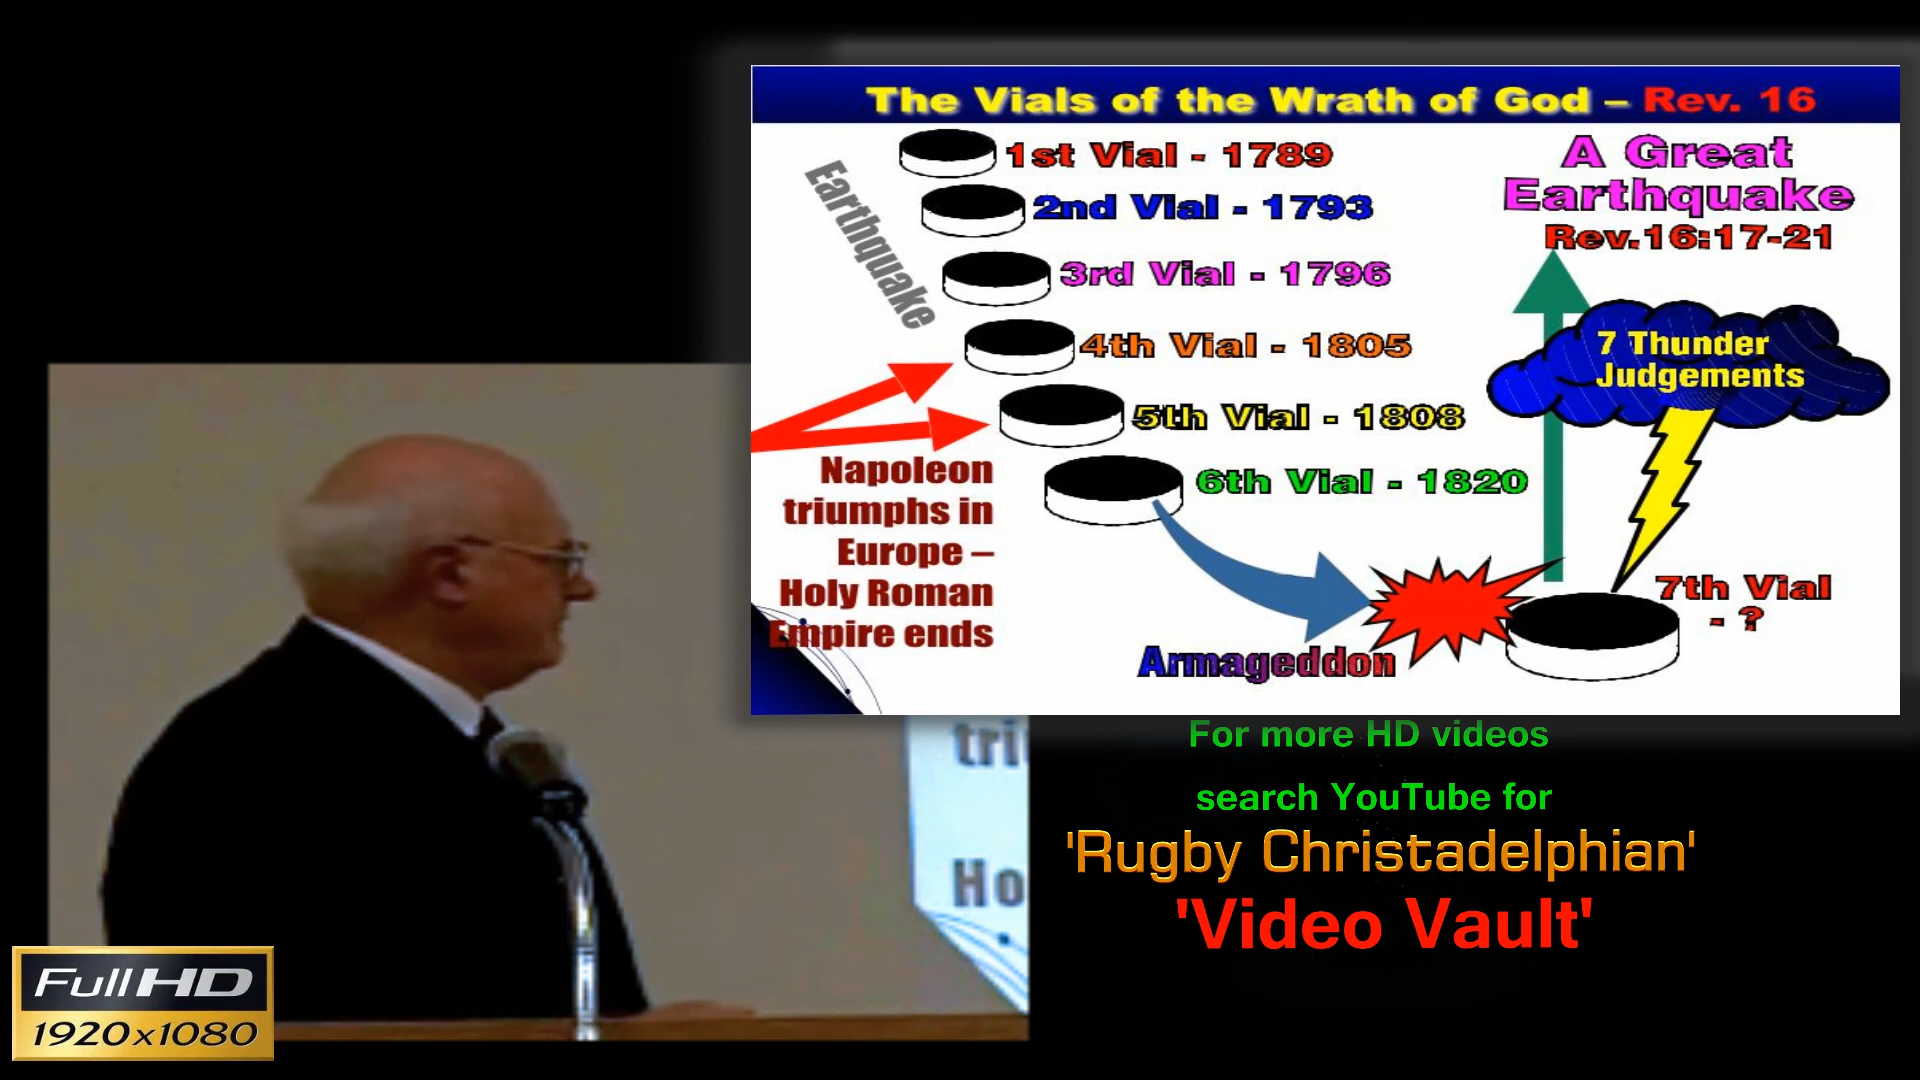 The Vials of the Wrath of God – Rev. 16
1st Vial - 1789
2nd Vial - 1793
3rd Vial - 1796
4th Vial - 1805
5th Vial - 1808
6th Vial - 1820
Earthquake
A Great
Earthquake
Rev.16:17-21
7 Thunder
Judgements
Napoleon
triumphs in
Europe –
Holy Roman
Empire ends
7th Vial
- ?
Armageddon
tri
Ho
For more HD videos
search YouTube for
'Rugby Christadelphian'
'Video Vault'
Full HD
1920x1080